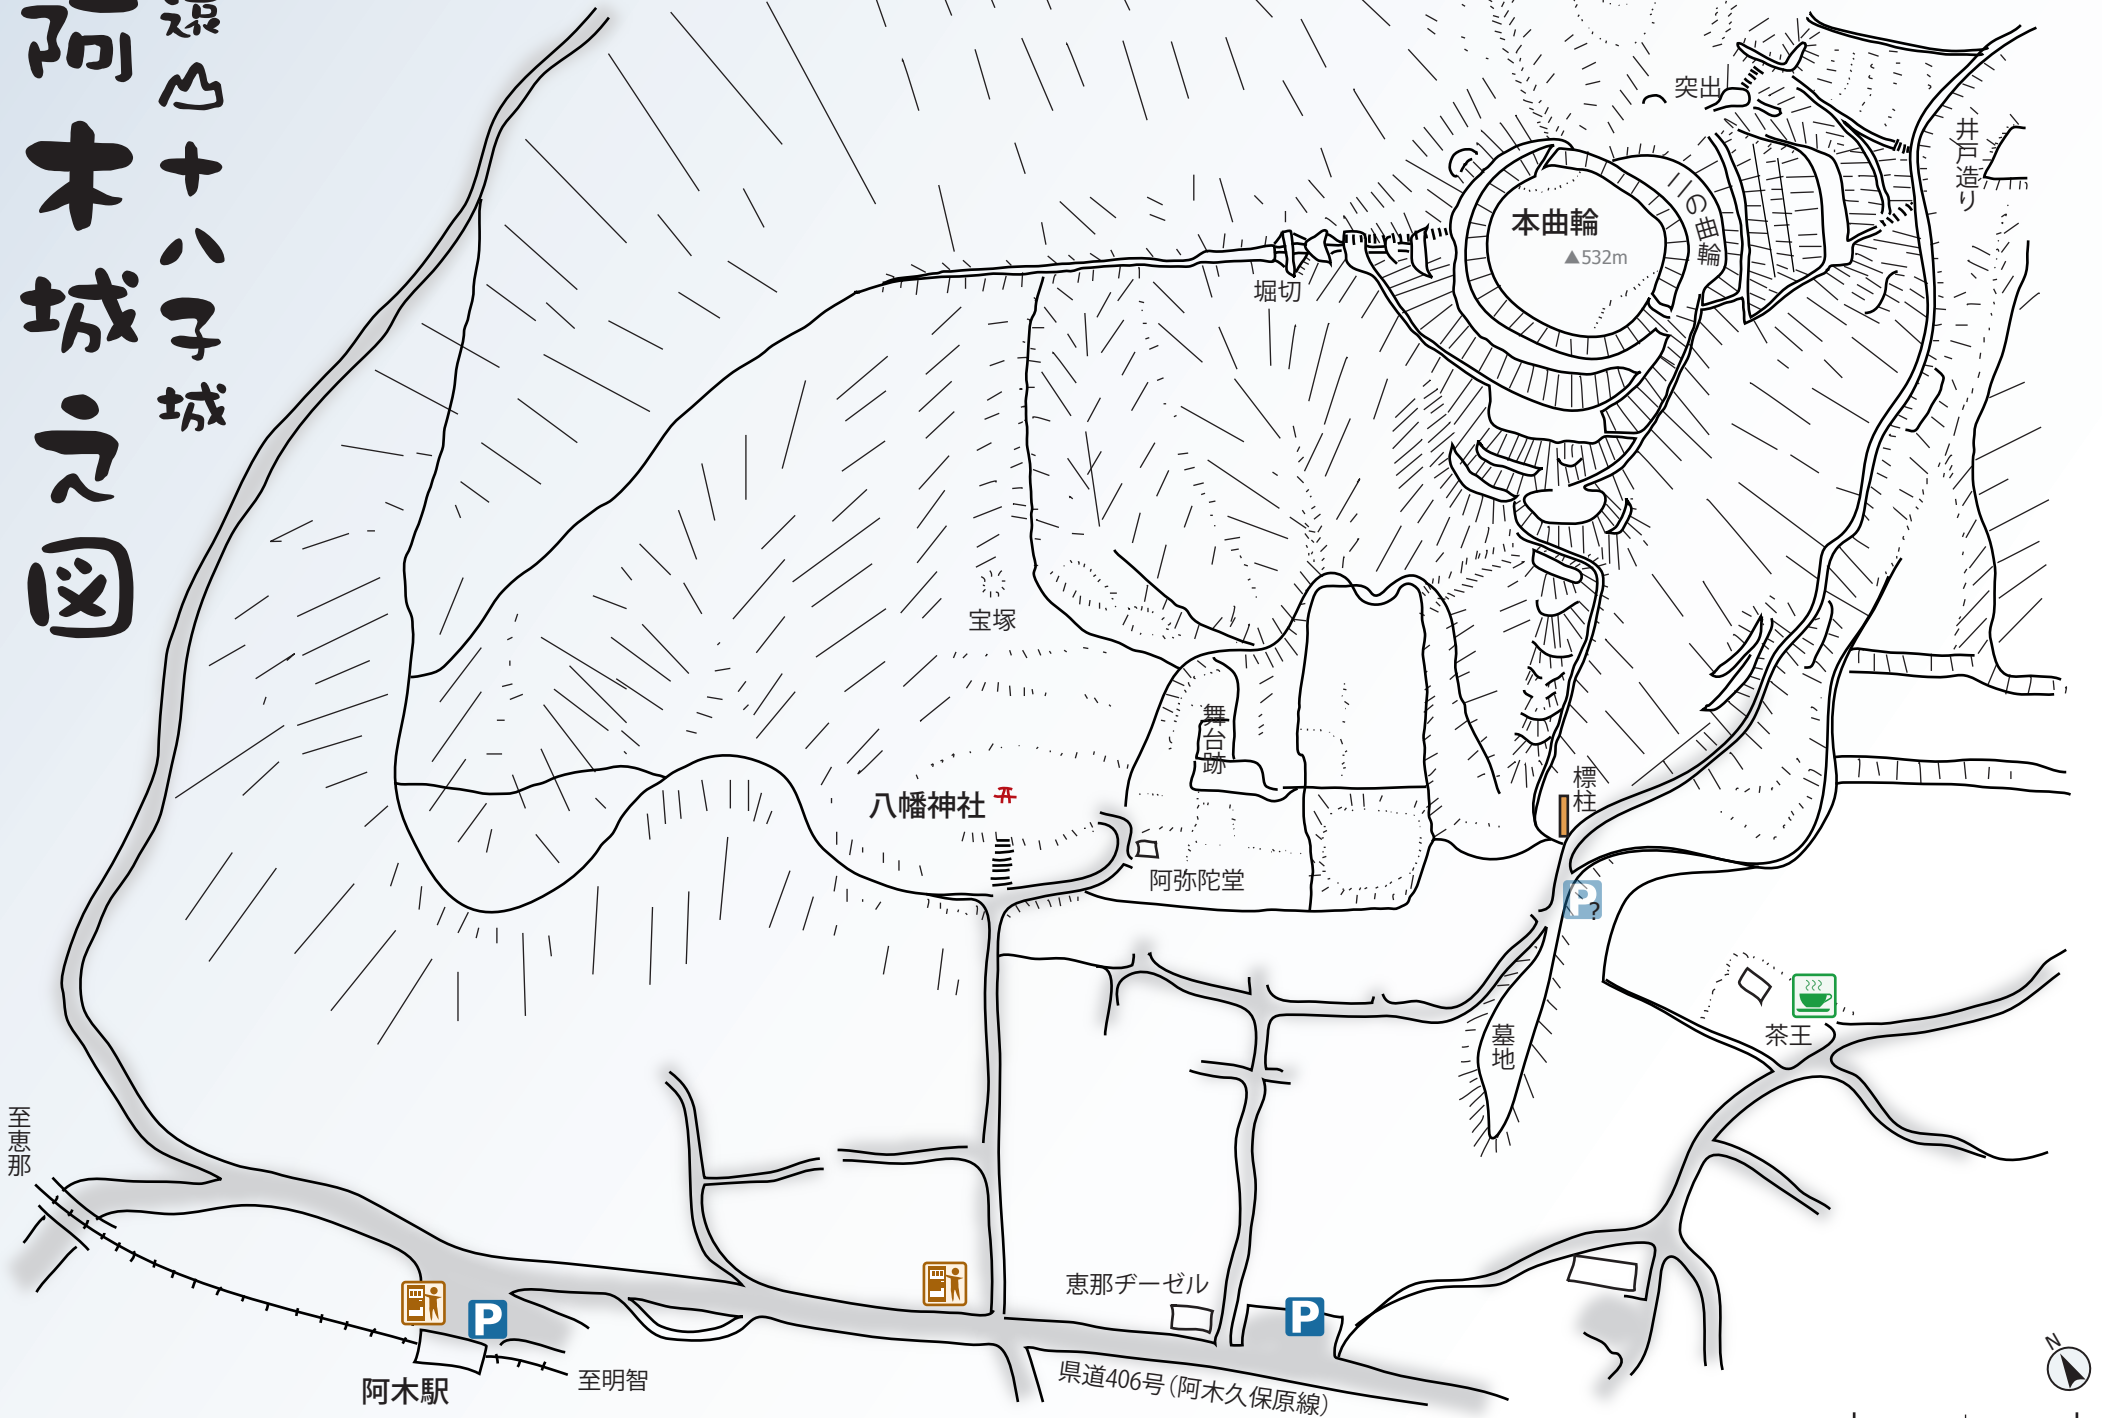 遠山十八子城
阿木城之図
突出
井戸造り
本曲輪
▲532m
二の曲輪
堀切
宝塚
舞台跡
標柱
八幡神社
阿弥陀堂
P
?
墓地
茶王
至恵那
恵那ヂーゼル
P
P
県道406号（阿木久保原線）
阿木駅
至明智
N